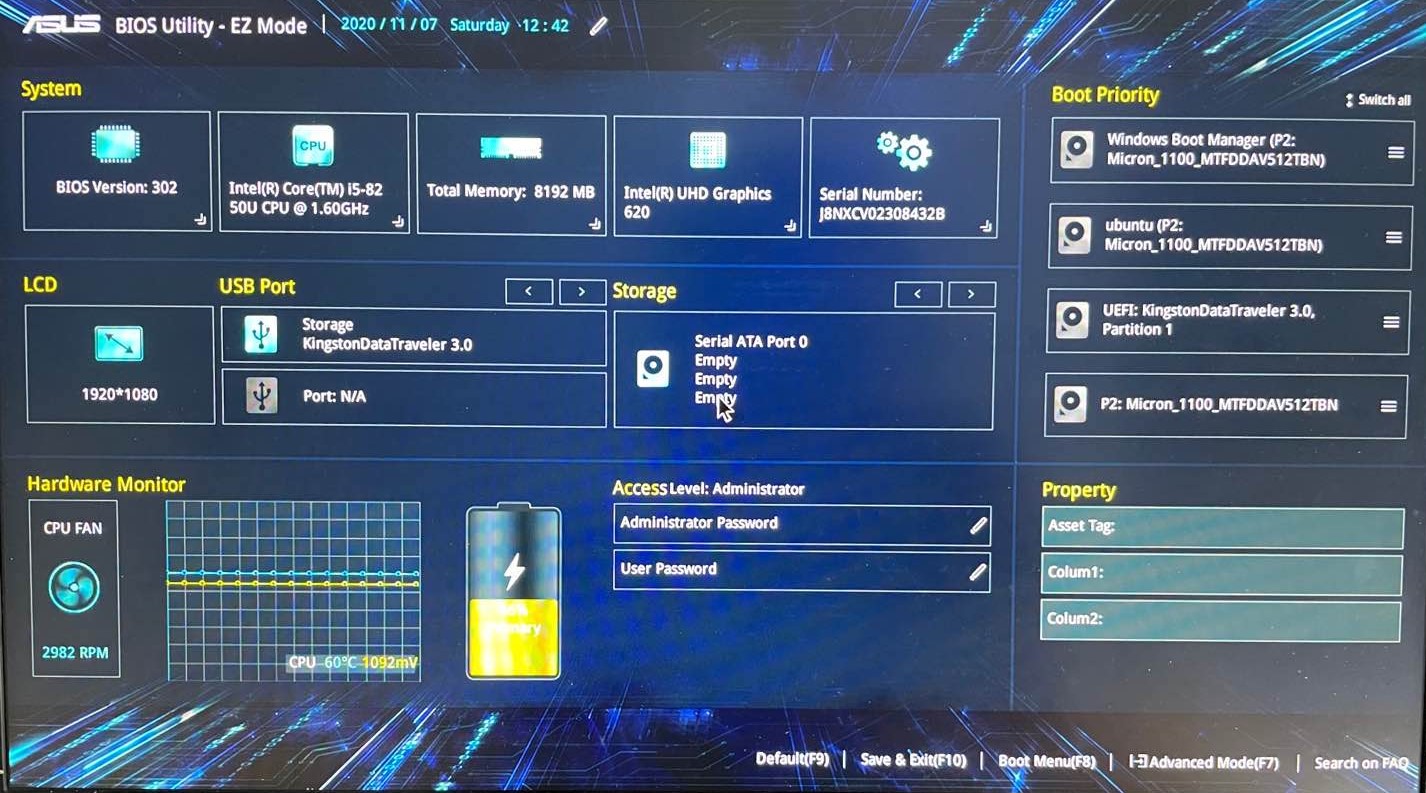 ASUS BIOS Utility - EZ Mode | 2020 / 11 / 07 Saturday 12 : 42
System
BIOS Version: 302
Intel(R) Core(TM) i5-82
50U CPU @ 1.60GHz
Total Memory: 8192 MB
Intel(R) UHD Graphics
620
Serial Number:
J8NXCV02308432B
Boot Priority
Switch all
Windows Boot Manager (P2:
Micron_1100_MTFDDAV512TBN)
ubuntu (P2:
Micron_1100_MTFDDAV512TBN)
UEFI: KingstonDataTraveler 3.0,
Partition 1
P2: Micron_1100_MTFDDAV512TBN
LCD
1920*1080
USB Port
< >
Storage
KingstonDataTraveler 3.0
Port: N/A
Storage
< >
Serial ATA Port 0
Empty
Empty
Empty
Hardware Monitor
CPU FAN
2982 RPM
CPU 60°C 1092mV
Access Level: Administrator
Administrator Password
User Password
Property
Asset Tag:
Colum1:
Colum2:
Default(F9) | Save & Exit(F10) | Boot Menu(F8) | Advanced Mode(F7) | Search on FAQ